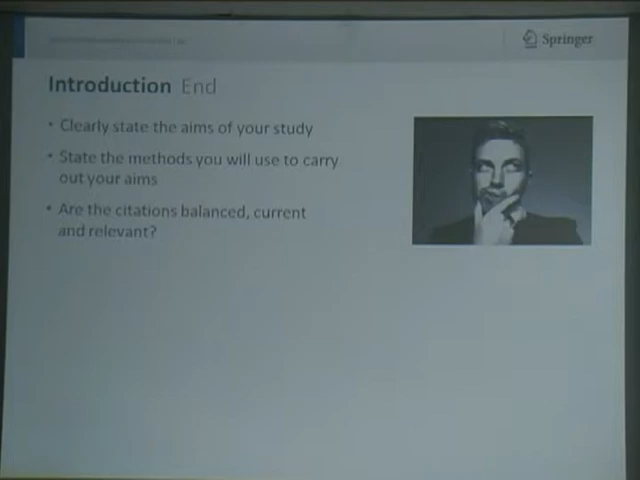 Springer
Introduction End
• Clearly state the aims of your study
• State the methods you will use to carry
out your aims
• Are the citations balanced, current
and relevant?